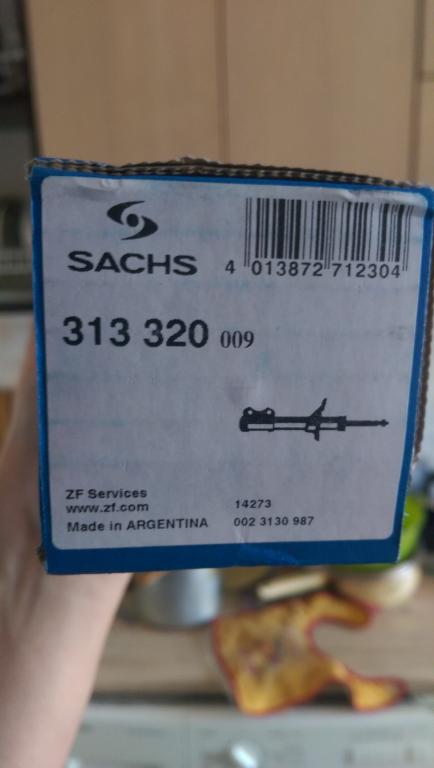 SACHS
4 013872 712304
313 320 009
ZF Services
www.zf.com
Made in ARGENTINA
14273
002 3130 987